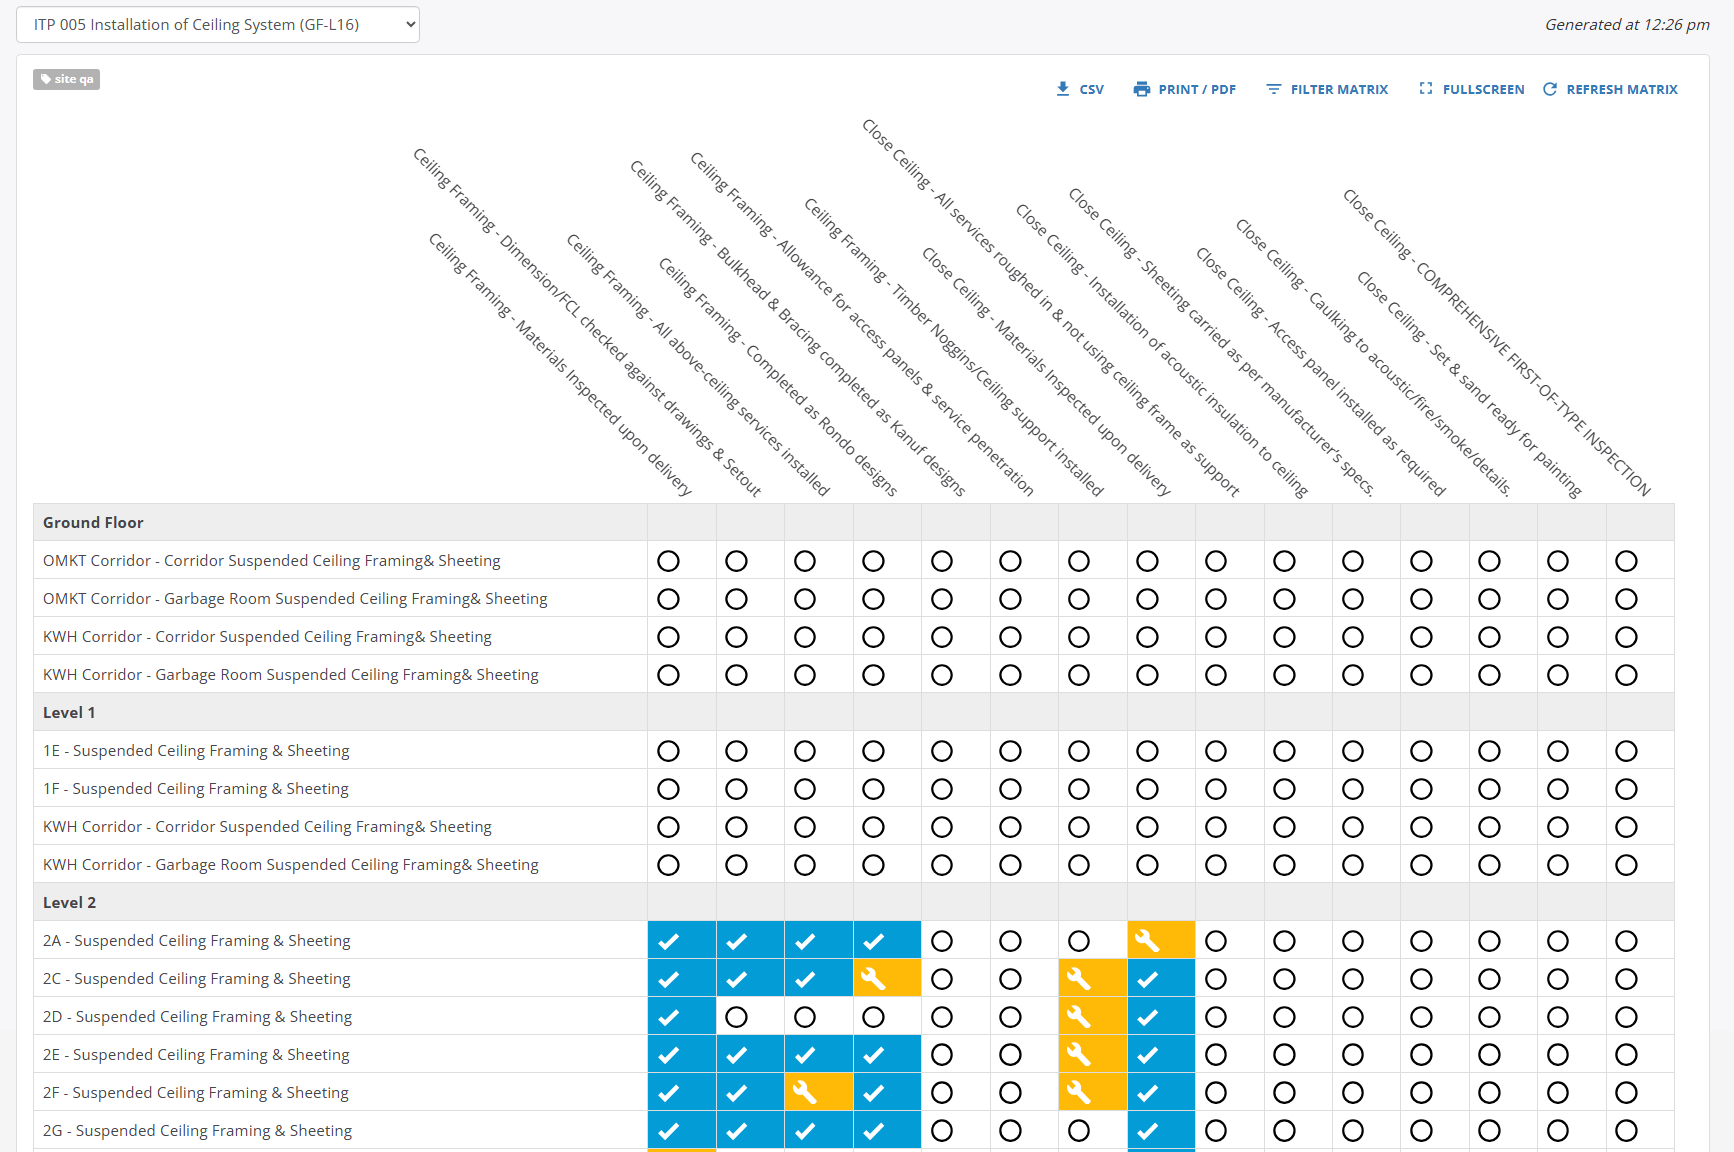 ITP 005 Installation of Ceiling System (GF-L16)
Generated at 12:26 pm
site qa
CSV
PRINT / PDF
FILTER MATRIX
FULLSCREEN
REFRESH MATRIX
Ceiling Framing - Materials Inspected upon delivery
Ceiling Framing - Dimension/FCL checked against drawings & Setout
Ceiling Framing - All above-ceiling services installed
Ceiling Framing - Completed as Rondo designs
Ceiling Framing - Bulkhead & Bracing completed as Kanuf designs
Ceiling Framing - Allowance for access panels & service penetration
Ceiling Framing - Timber Noggins/Ceiling support installed
Close Ceiling - Materials Inspected upon delivery
Close Ceiling - All services roughed in & not using ceiling frame as support
Close Ceiling - Installation of acoustic insulation to ceiling
Close Ceiling - Sheeting carried as per manufacturer's specs.
Close Ceiling - Access panel installed as required
Close Ceiling - Caulking to acoustic/fire/smoke/details.
Close Ceiling - Set & sand ready for painting
Close Ceiling - COMPREHENSIVE FIRST-OF-TYPE INSPECTION
Ground Floor
OMKT Corridor - Corridor Suspended Ceiling Framing& Sheeting
OMKT Corridor - Garbage Room Suspended Ceiling Framing& Sheeting
KWH Corridor - Corridor Suspended Ceiling Framing& Sheeting
KWH Corridor - Garbage Room Suspended Ceiling Framing& Sheeting
Level 1
1E - Suspended Ceiling Framing & Sheeting
1F - Suspended Ceiling Framing & Sheeting
KWH Corridor - Corridor Suspended Ceiling Framing& Sheeting
KWH Corridor - Garbage Room Suspended Ceiling Framing& Sheeting
Level 2
2A - Suspended Ceiling Framing & Sheeting
2C - Suspended Ceiling Framing & Sheeting
2D - Suspended Ceiling Framing & Sheeting
2E - Suspended Ceiling Framing & Sheeting
2F - Suspended Ceiling Framing & Sheeting
2G - Suspended Ceiling Framing & Sheeting